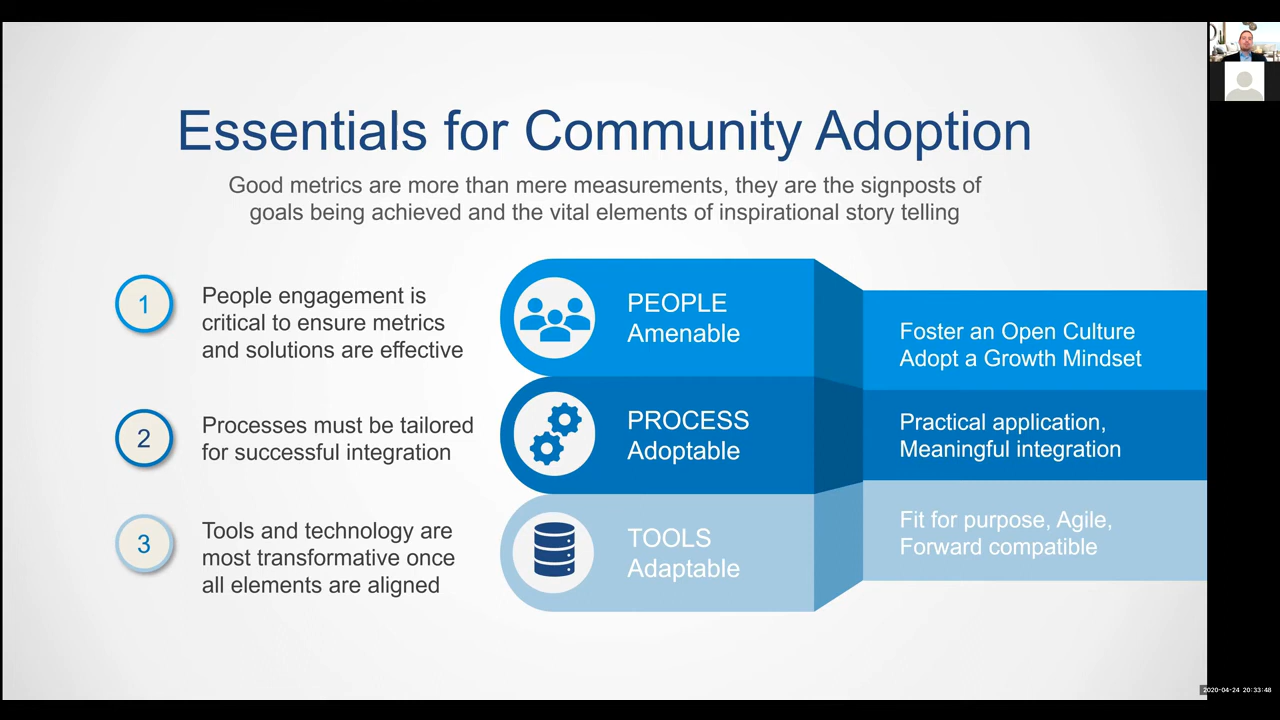 Essentials for Community Adoption
Good metrics are more than mere measurements, they are the signposts of
goals being achieved and the vital elements of inspirational story telling
1
People engagement is
critical to ensure metrics
and solutions are effective
PEOPLE
Amenable
Foster an Open Culture
Adopt a Growth Mindset
2
Processes must be tailored
for successful integration
PROCESS
Adoptable
Practical application,
Meaningful integration
3
Tools and technology are
most transformative once
all elements are aligned
TOOLS
Adaptable
Fit for purpose, Agile,
Forward compatible
2020-04-24 20:33:48